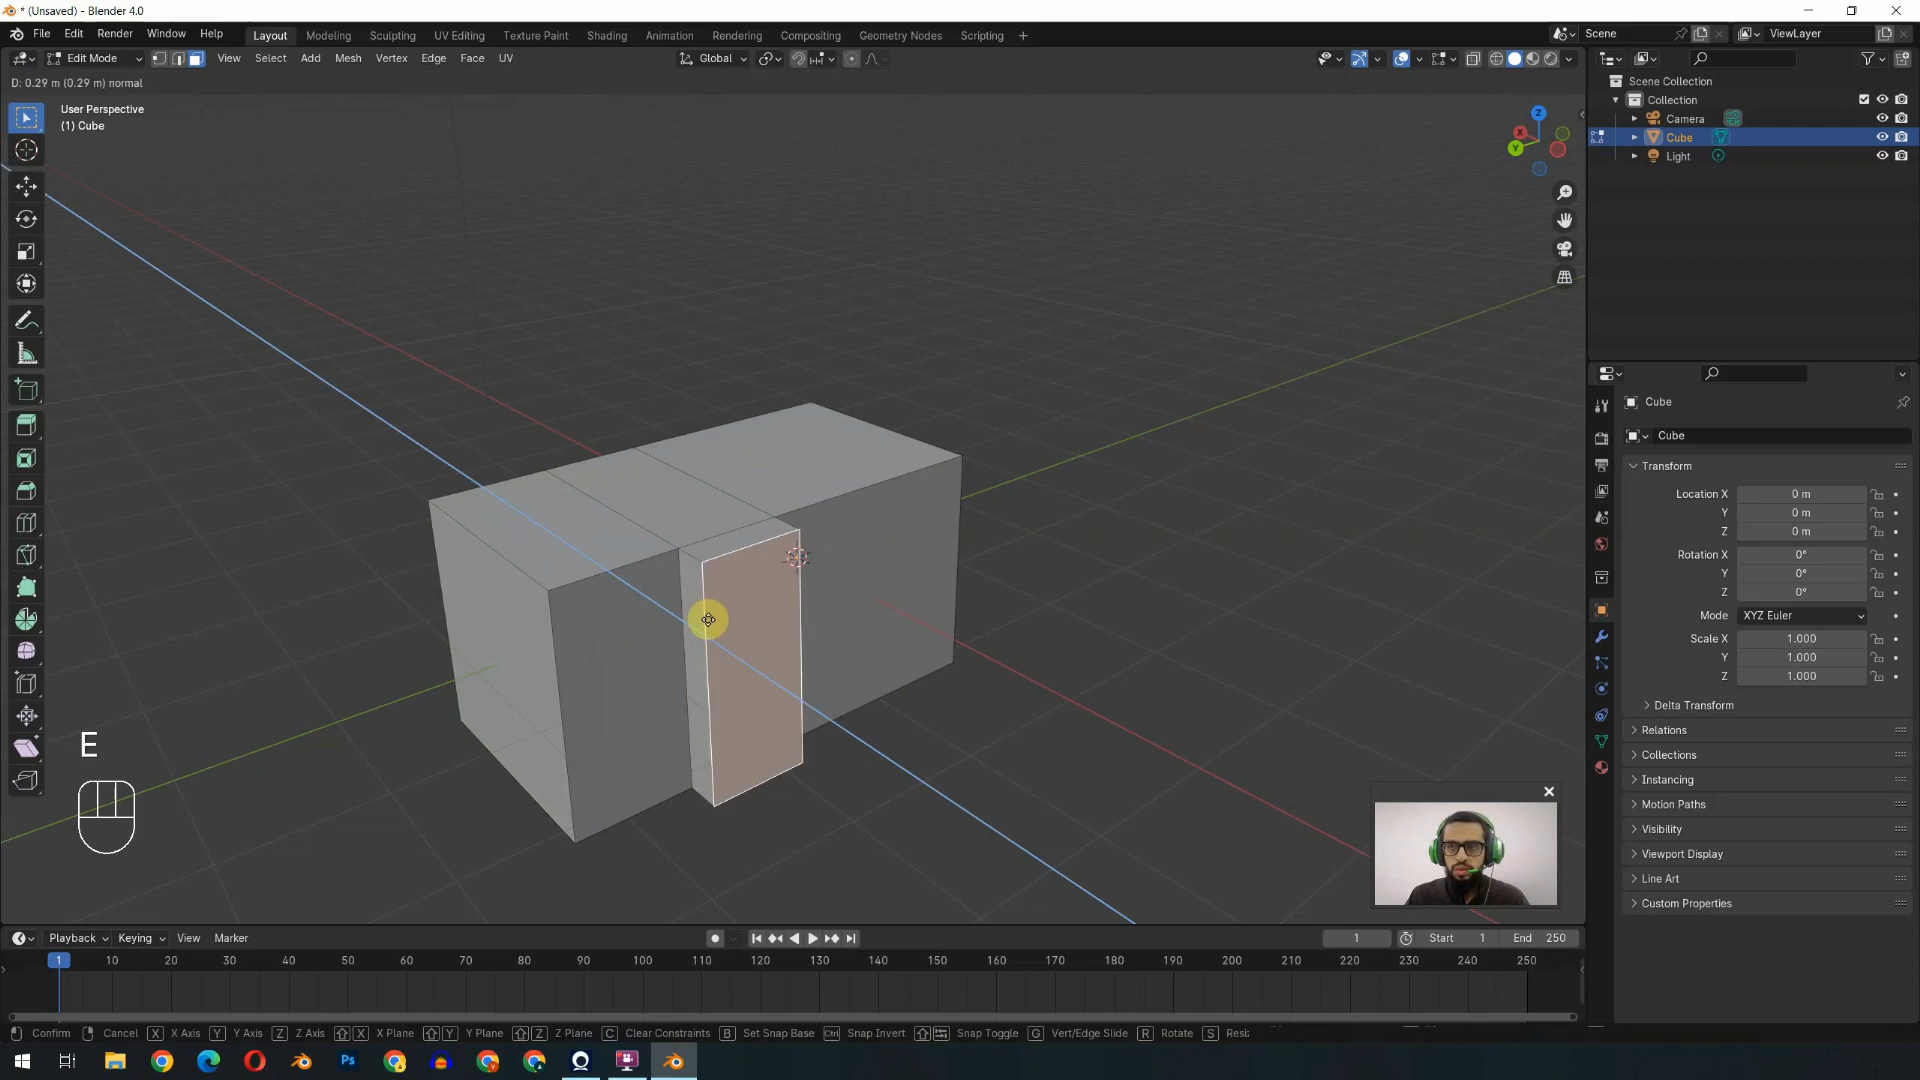 * (Unsaved) - Blender 4.0
File Edit Render Window Help Layout Modeling Sculpting UV Editing Texture Paint Shading Animation Rendering Compositing Geometry Nodes Scripting + Scene ViewLayer
Edit Mode View Select Add Mesh Vertex Edge Face UV Global
D: 0.29 m (0.29 m) normal
User Perspective
(1) Cube
Z
X
Y
Scene Collection
Collection
Camera
Cube
Light
Cube
Cube
Transform
Location X 0 m
Y 0 m
Z 0 m
Rotation X 0°
Y 0°
Z 0°
Mode XYZ Euler
Scale X 1.000
Y 1.000
Z 1.000
Delta Transform
Relations
Collections
Instancing
Motion Paths
Visibility
Viewport Display
Line Art
Custom Properties
E
Playback Keying View Marker 1 Start 1 End 250
1 10 20 30 40 50 60 70 80 90 100 110 120 130 140 150 160 170 180 190 200 210 220 230 240 250
Confirm Cancel X X Axis Y Y Axis Z Z Axis X X Plane Y Y Plane Z Z Plane C Clear Constraints B Set Snap Base Ctrl Snap Invert Snap Toggle G Vert/Edge Slide R Rotate S Resi:
Ps